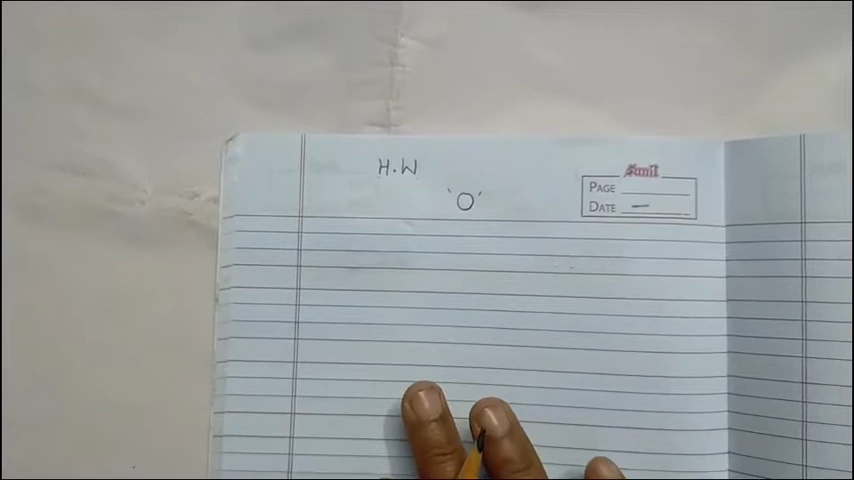 H.W
'O'
Sunil
PAGE
DATE —